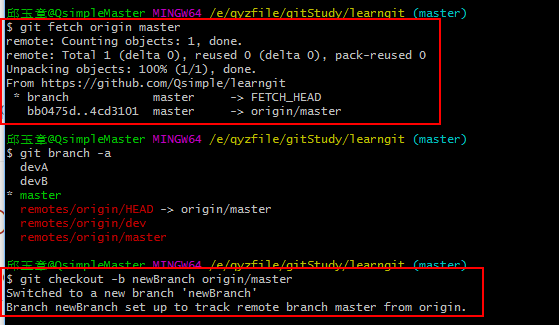 邱玉章@QsimpleMaster MINGW64 /e/qyzfile/gitStudy/learngit (master)
$ git fetch origin master
remote: Counting objects: 1, done.
remote: Total 1 (delta 0), reused 0 (delta 0), pack-reused 0
Unpacking objects: 100% (1/1), done.
From https://github.com/Qsimple/learngit
 * branch            master     -> FETCH_HEAD
   bb0475d..4cd3101  master     -> origin/master
邱玉章@QsimpleMaster MINGW64 /e/qyzfile/gitStudy/learngit (master)
$ git branch -a
  devA
  devB
* master
  remotes/origin/HEAD -> origin/master
  remotes/origin/dev
  remotes/origin/master
邱玉章@QsimpleMaster MINGW64 /e/qyzfile/gitStudy/learngit (master)
$ git checkout -b newBranch origin/master
Switched to a new branch 'newBranch'
Branch newBranch set up to track remote branch master from origin.